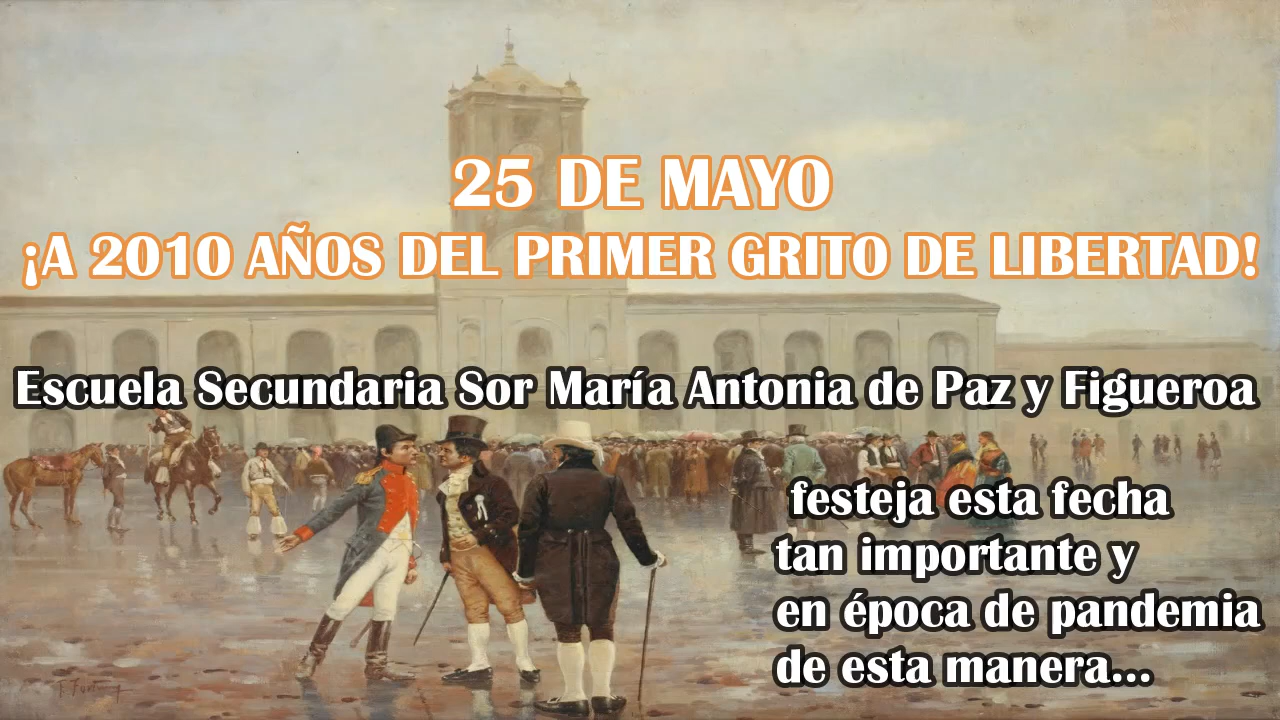 25 DE MAYO
¡A 2010 AÑOS DEL PRIMER GRITO DE LIBERTAD!
Escuela Secundaria Sor María Antonia de Paz y Figueroa
festeja esta fecha
tan importante y
en época de pandemia
de esta manera...